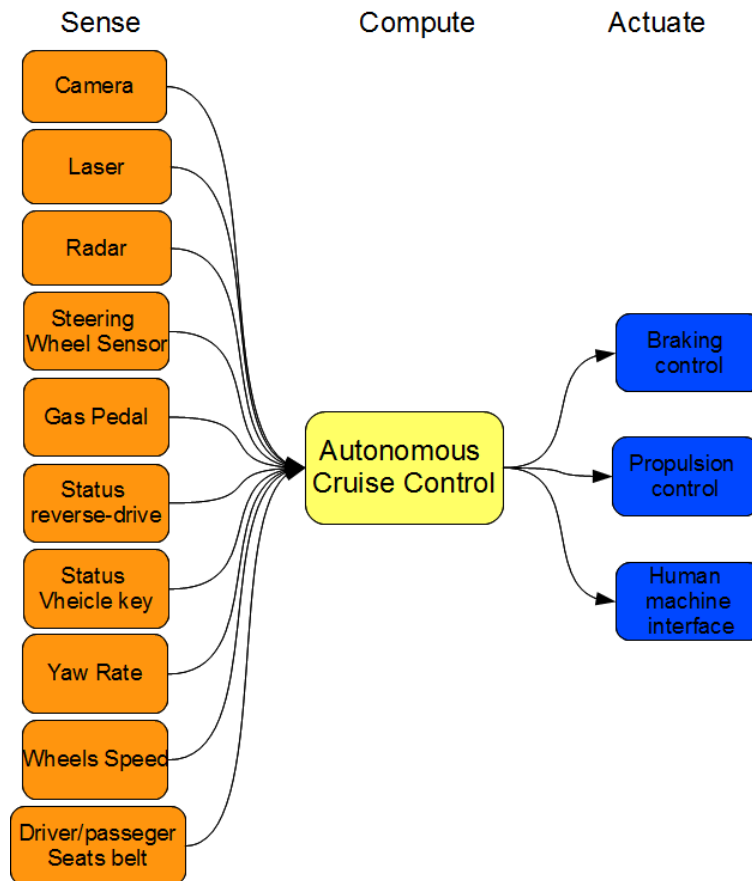 Sense
Compute
Actuate
Camera
Laser
Radar
Steering
Wheel Sensor
Gas Pedal
Status
reverse-drive
Status
Vheicle key
Yaw Rate
Wheels Speed
Driver/passeger
Seats belt
Autonomous
Cruise Control
Braking
control
Propulsion
control
Human
machine
interface